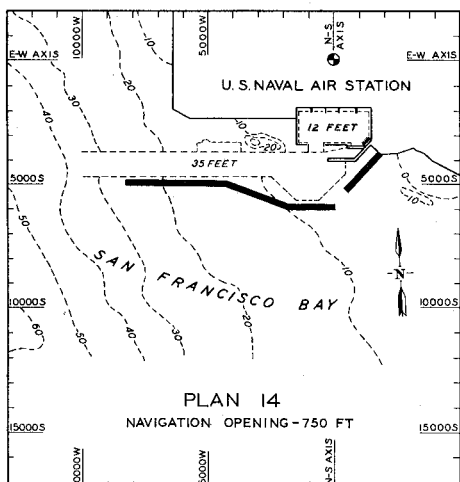 10000W
5000W
N-S
AXIS
E-W AXIS
E-W AXIS
U.S. NAVAL AIR STATION
-10
-20
-30
-40
-10
-20
12 FEET
35 FEET
0
-10
5000S
5000S
-50
SAN FRANCISCO BAY
-10
N
10000S
10000S
-60
-50
-40
-30
-20
PLAN 14
NAVIGATION OPENING-750 FT
15000S
15000S
10000W
N-S AXIS